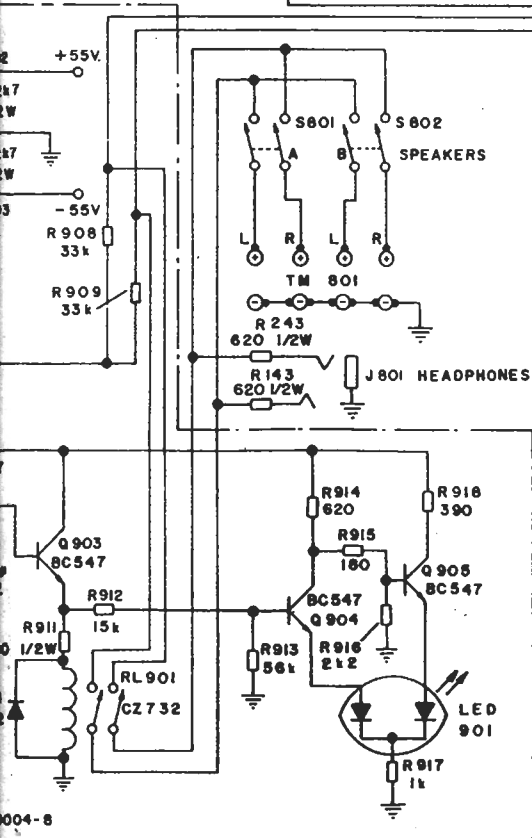 +55V.
2k7
2W
2k7
2W
-55V
R908
33k
R909
33k
S801
A
B
S802
SPEAKERS
L
R
L
R
TM 801
R243
620 1/2W
R143
620 1/2W
J801 HEADPHONES
Q903
BC547
R912
15k
R911
1/2W
RL901
CZ732
R914
620
R915
180
R918
390
BC547
Q904
Q905
BC547
R913
56k
R916
2k2
LED
901
R917
1k
0004-8